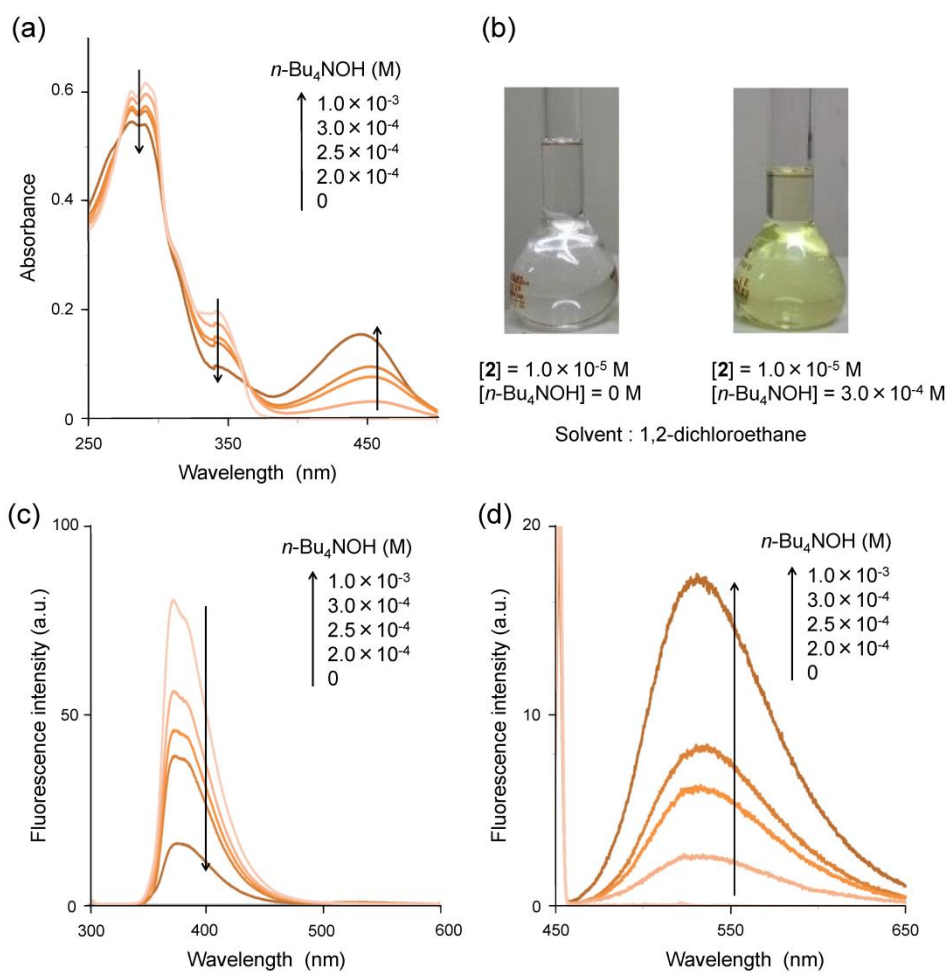 (a)
n-Bu₄NOH (M)
1.0 × 10⁻³
3.0 × 10⁻⁴
2.5 × 10⁻⁴
2.0 × 10⁻⁴
0
0.6
0.4
0.2
0
Absorbance
250
350
450
Wavelength (nm)
(b)
[2] = 1.0 × 10⁻⁵ M
[n-Bu₄NOH] = 0 M
[2] = 1.0 × 10⁻⁵ M
[n-Bu₄NOH] = 3.0 × 10⁻⁴ M
Solvent : 1,2-dichloroethane
(c)
n-Bu₄NOH (M)
1.0 × 10⁻³
3.0 × 10⁻⁴
2.5 × 10⁻⁴
2.0 × 10⁻⁴
0
100
50
0
Fluorescence intensity (a.u.)
300
400
500
600
Wavelength (nm)
(d)
n-Bu₄NOH (M)
1.0 × 10⁻³
3.0 × 10⁻⁴
2.5 × 10⁻⁴
2.0 × 10⁻⁴
0
20
10
0
Fluorescence intensity (a.u.)
450
550
650
Wavelength (nm)